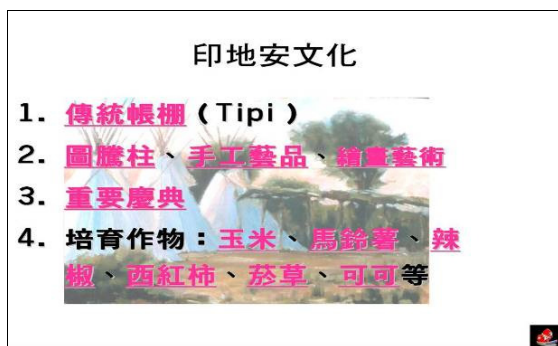 印地安文化
1. 傳統帳棚(Tipi)
2. 圖騰柱、手工藝品、繪畫藝術
3. 重要慶典
4. 培育作物：玉米、馬鈴薯、辣
椒、西紅柿、菸草、可可等